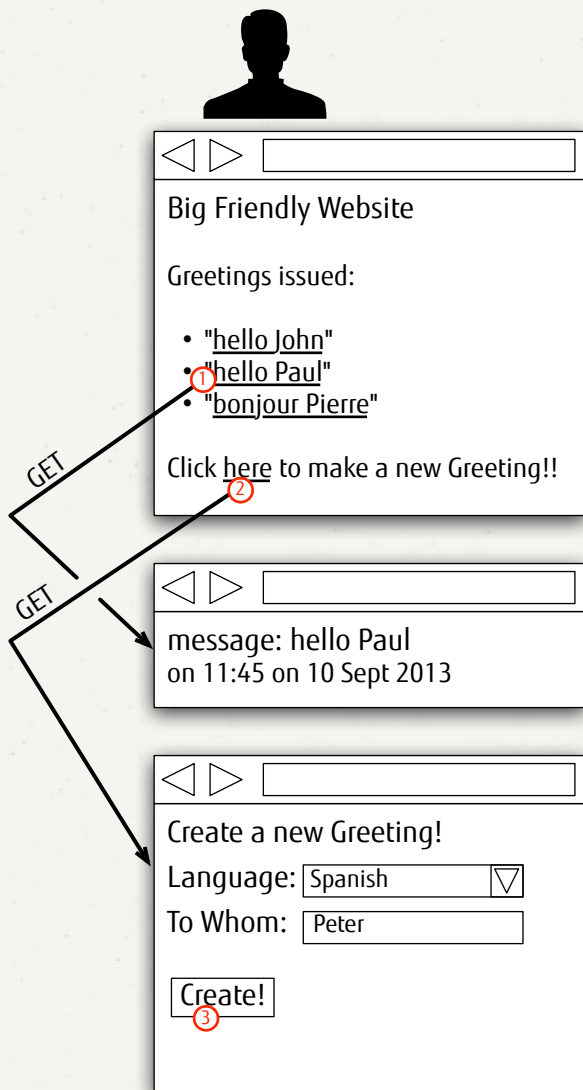 Big Friendly Website
Greetings issued:
• "hello John"
• "hello Paul"
• "bonjour Pierre"
Click here to make a new Greeting!!
1
2
GET
GET
message: hello Paul
on 11:45 on 10 Sept 2013
Create a new Greeting!
Language: Spanish
To Whom: Peter
Create!
3